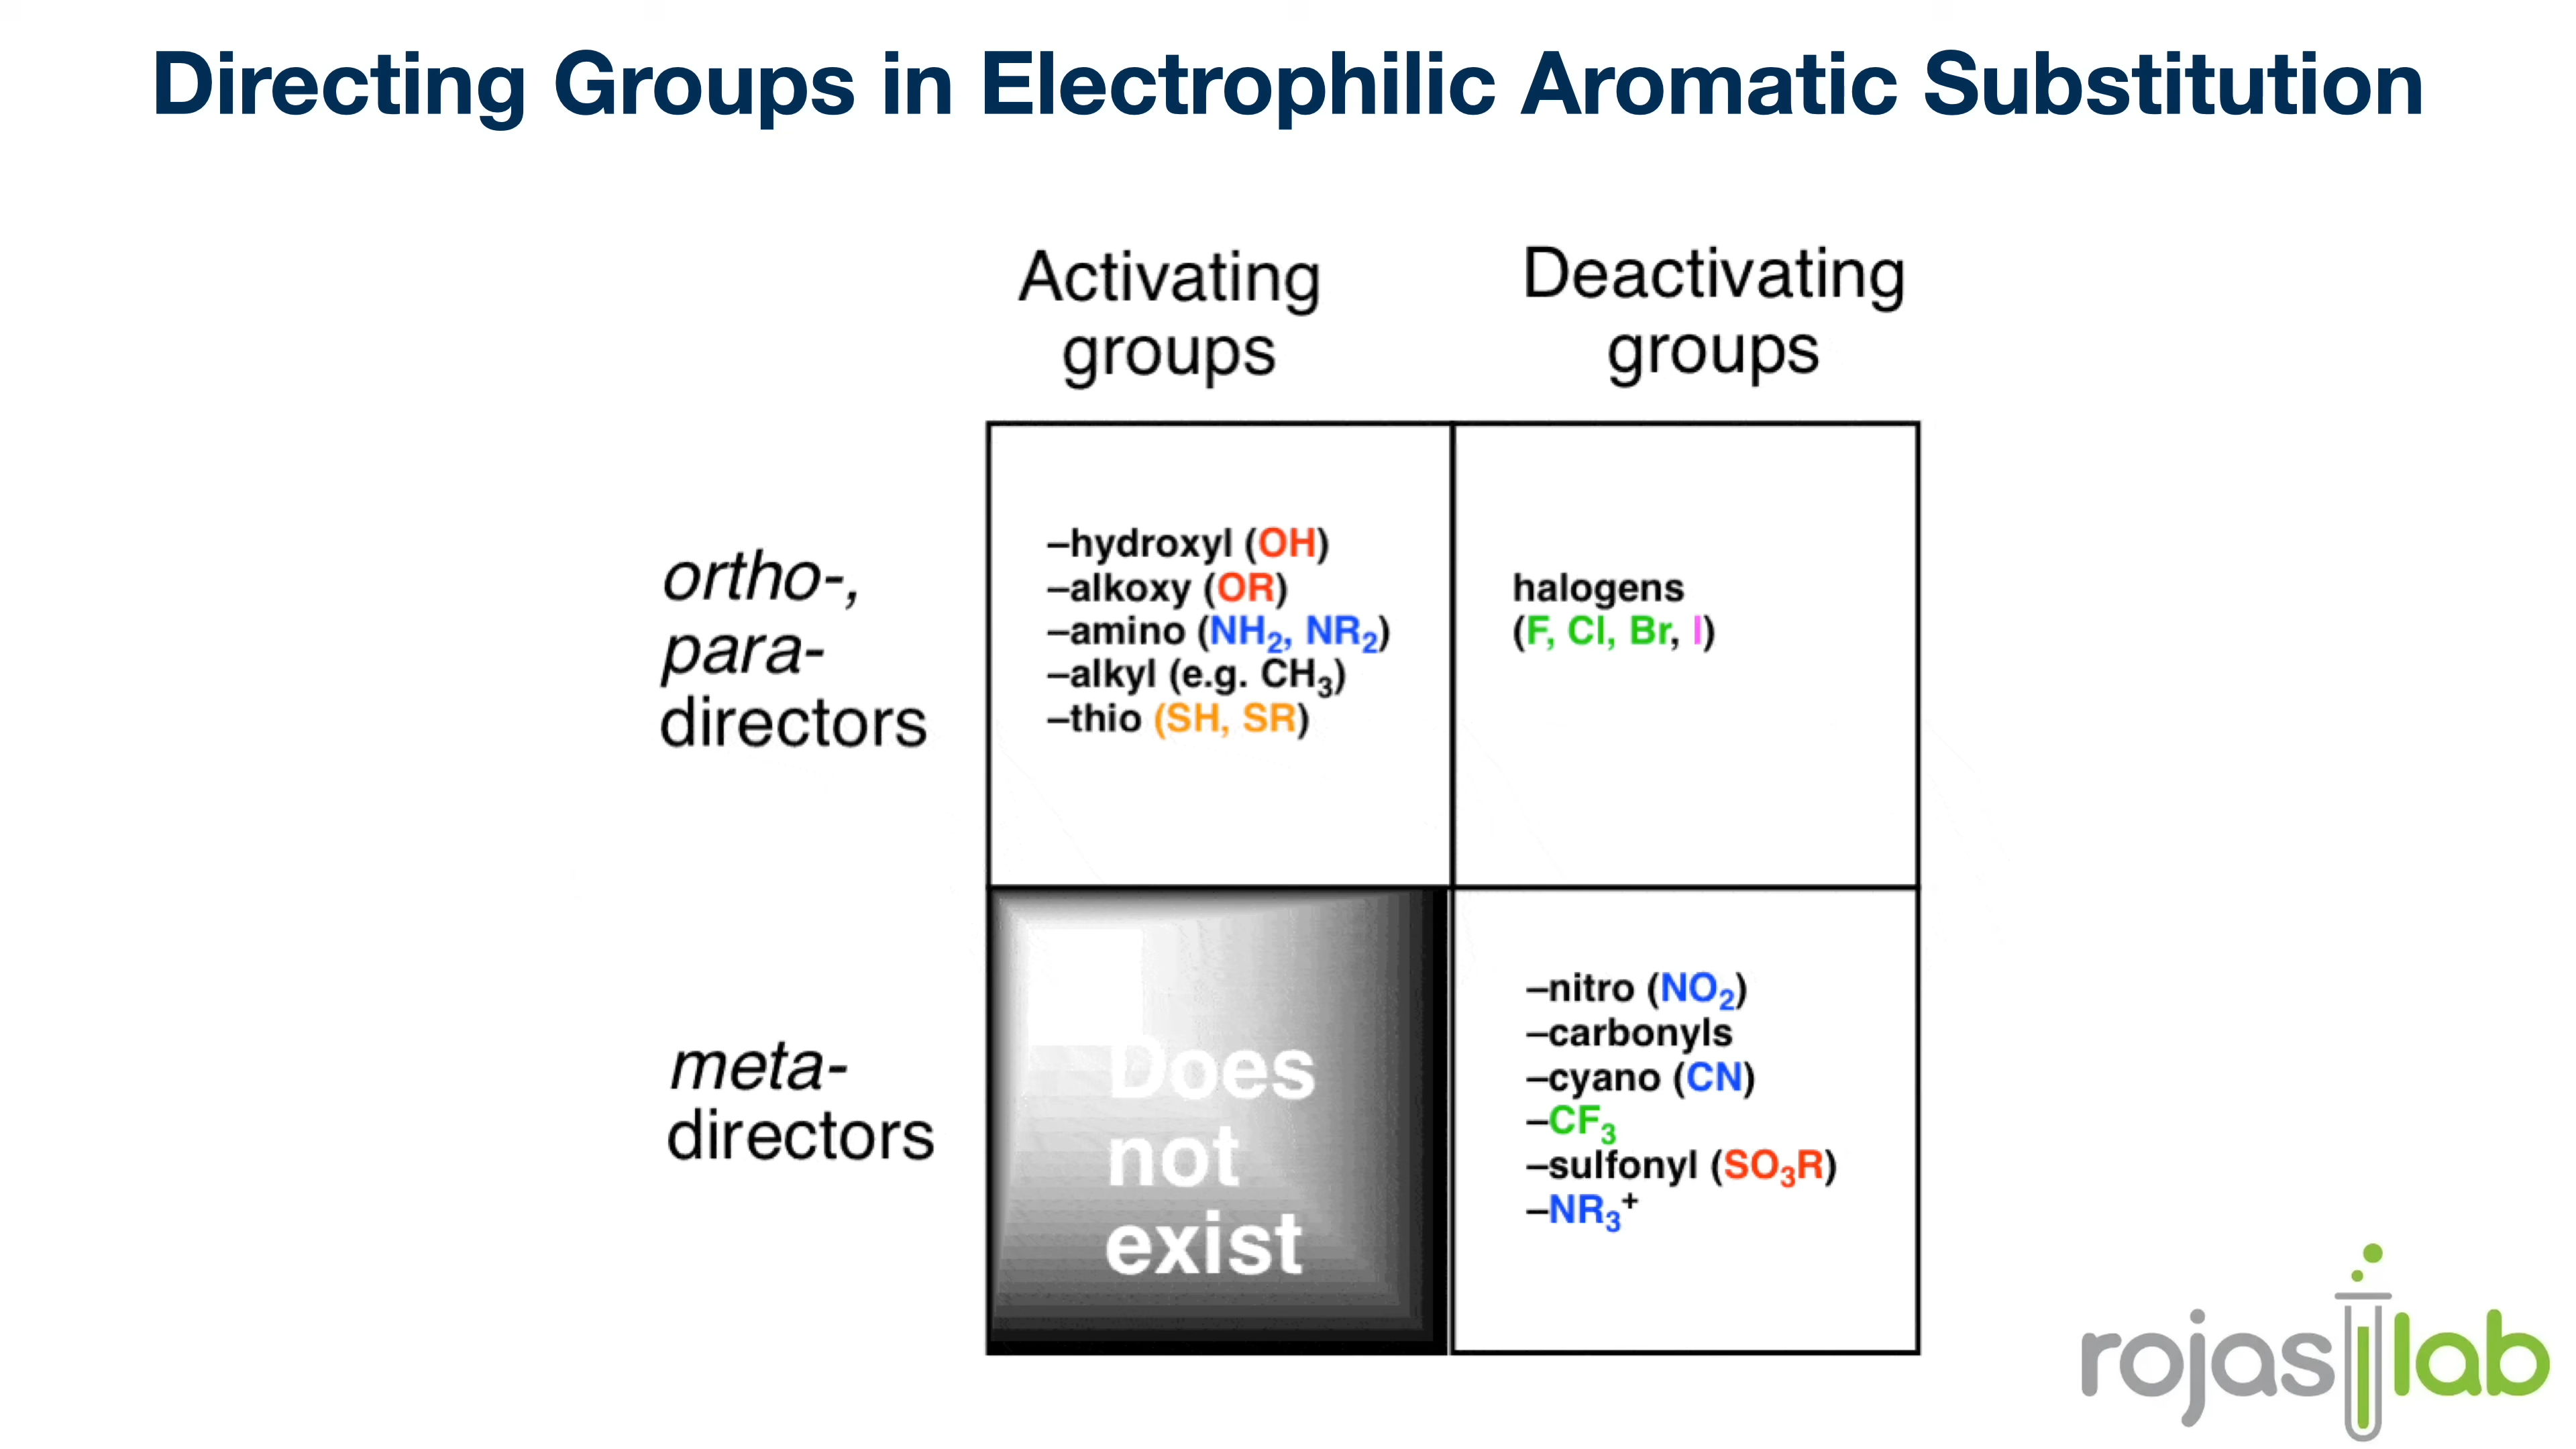 Directing Groups in Electrophilic Aromatic Substitution
Activating
groups
Deactivating
groups
ortho-,
para-
directors
–hydroxyl (OH)
–alkoxy (OR)
–amino (NH₂, NR₂)
–alkyl (e.g. CH₃)
–thio (SH, SR)
halogens
(F, Cl, Br, I)
meta-
directors
Does
not
exist
–nitro (NO₂)
–carbonyls
–cyano (CN)
–CF₃
–sulfonyl (SO₃R)
–NR₃⁺
rojaslab